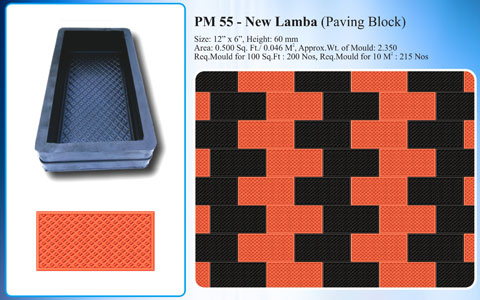 PM 55 - New Lamba (Paving Block)
Size: 12” x 6”, Height: 60 mm
Area: 0.500 Sq. Ft./ 0.046 M², Approx.Wt. of Mould: 2.350
Req.Mould for 100 Sq.Ft : 200 Nos, Req.Mould for 10 M² : 215 Nos